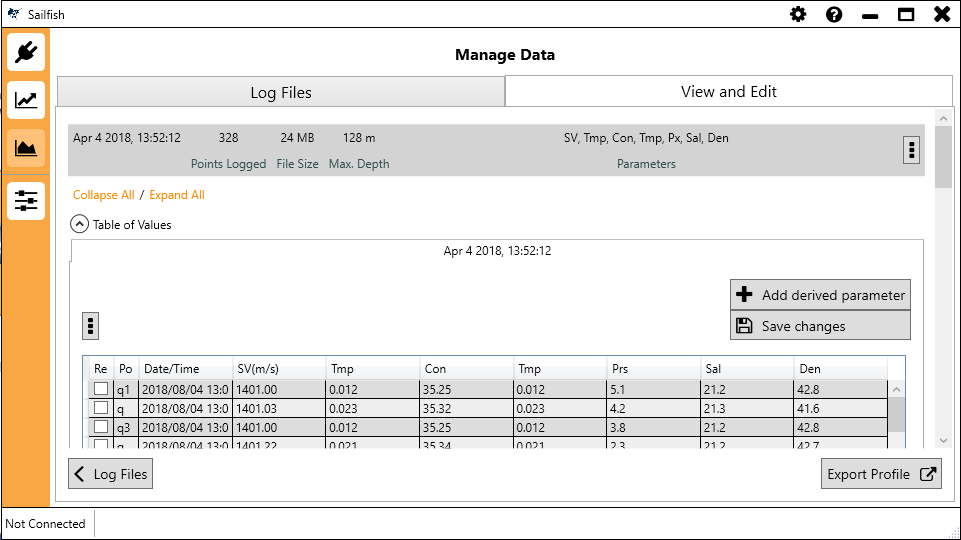 Sailfish
Manage Data
Log Files
View and Edit
Apr 4 2018, 13:52:12 328 24 MB 128 m SV, Tmp, Con, Tmp, Px, Sal, Den
Points Logged File Size Max. Depth Parameters
Collapse All / Expand All
Table of Values
Apr 4 2018, 13:52:12
Add derived parameter
Save changes
Re Po Date/Time SV(m/s) Tmp Con Tmp Prs Sal Den
q1 2018/08/04 13:0 1401.00 0.012 35.25 0.012 5.1 21.2 42.8
q 2018/08/04 13:0 1401.03 0.023 35.32 0.023 4.2 21.3 41.6
q3 2018/08/04 13:0 1401.00 0.012 35.25 0.012 3.8 21.2 42.8
q 2018/08/04 13:0 1401.22 0.021 35.34 0.021 2.3 21.2 42.7
Log Files
Export Profile
Not Connected